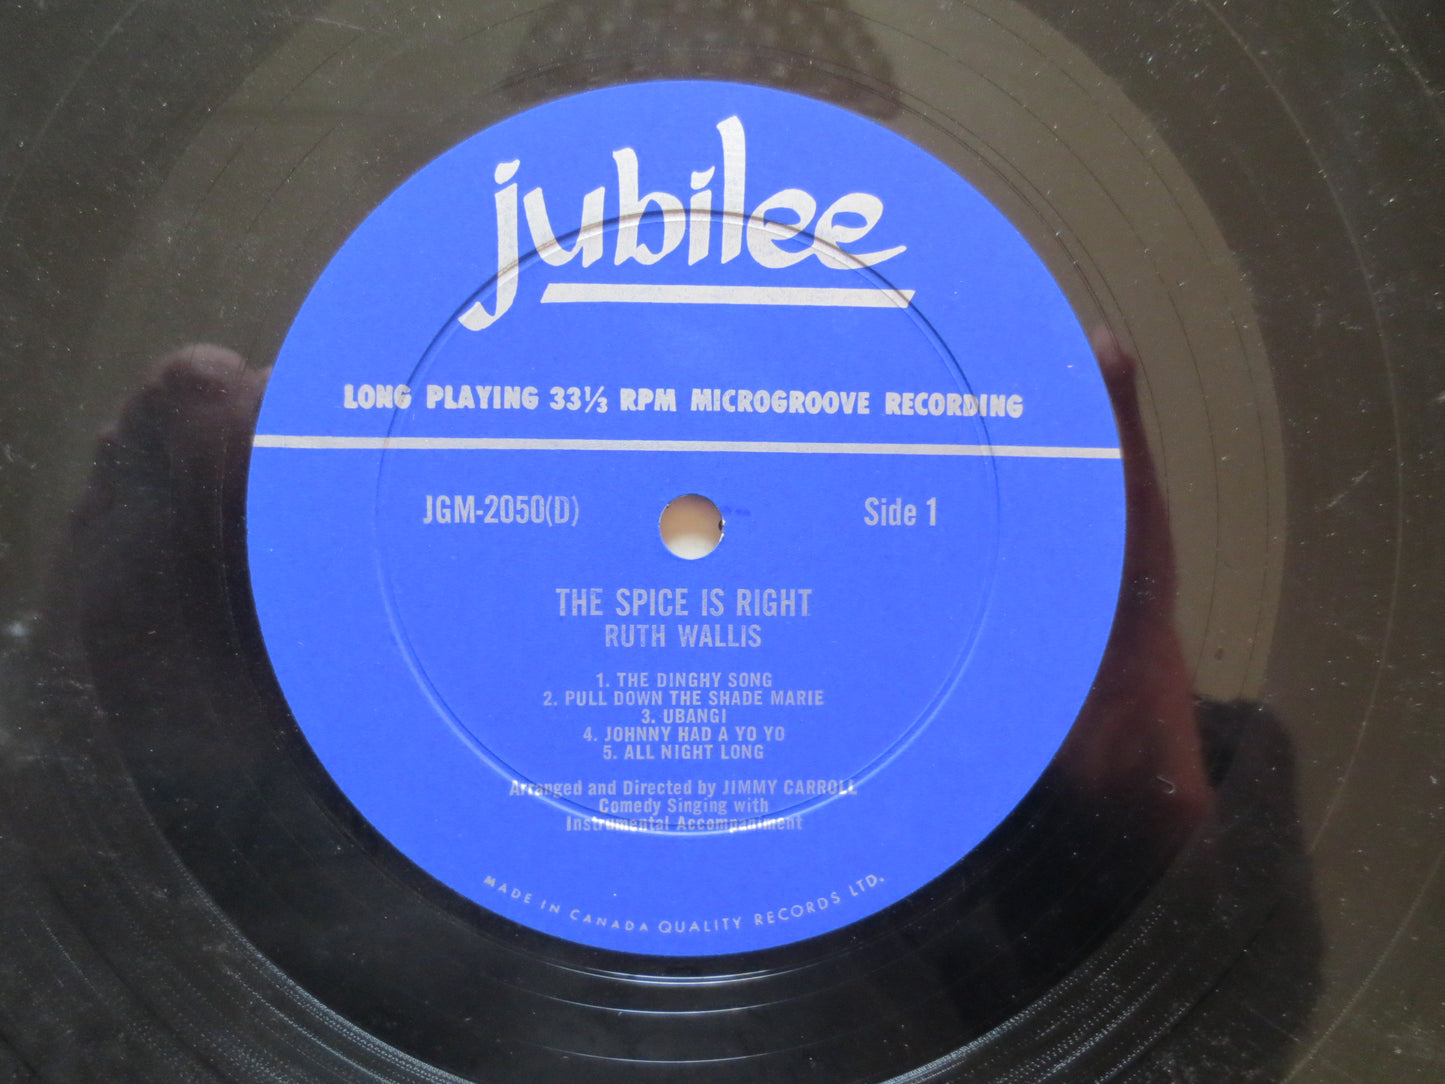 jubilee
LONG PLAYING 33⅓ RPM MICROGROOVE RECORDING
JGM-2050(D) Side 1
THE SPICE IS RIGHT
RUTH WALLIS
1. THE DINGHY SONG
2. PULL DOWN THE SHADE MARIE
3. UBANGI
4. JOHNNY HAD A YO YO
5. ALL NIGHT LONG
Arranged and Directed by JIMMY CARROLL
Comedy Singing with
Instrumental Accompaniment
MADE IN CANADA QUALITY RECORDS LTD.